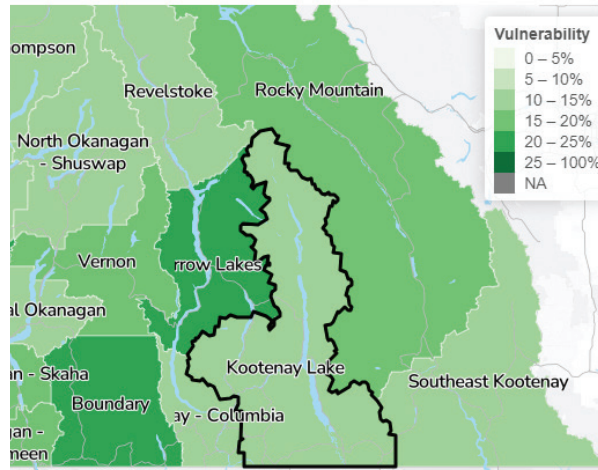 ompson
Revelstoke
Rocky Mountain
North Okanagan
- Shuswap
Vernon
rrow Lakes
al Okanagan
Kootenay Lake
Southeast Kootenay
an - Skaha
Boundary
ay - Columbia
gan -
meen
Vulnerability
0 – 5%
5 – 10%
10 – 15%
15 – 20%
20 – 25%
25 – 100%
NA